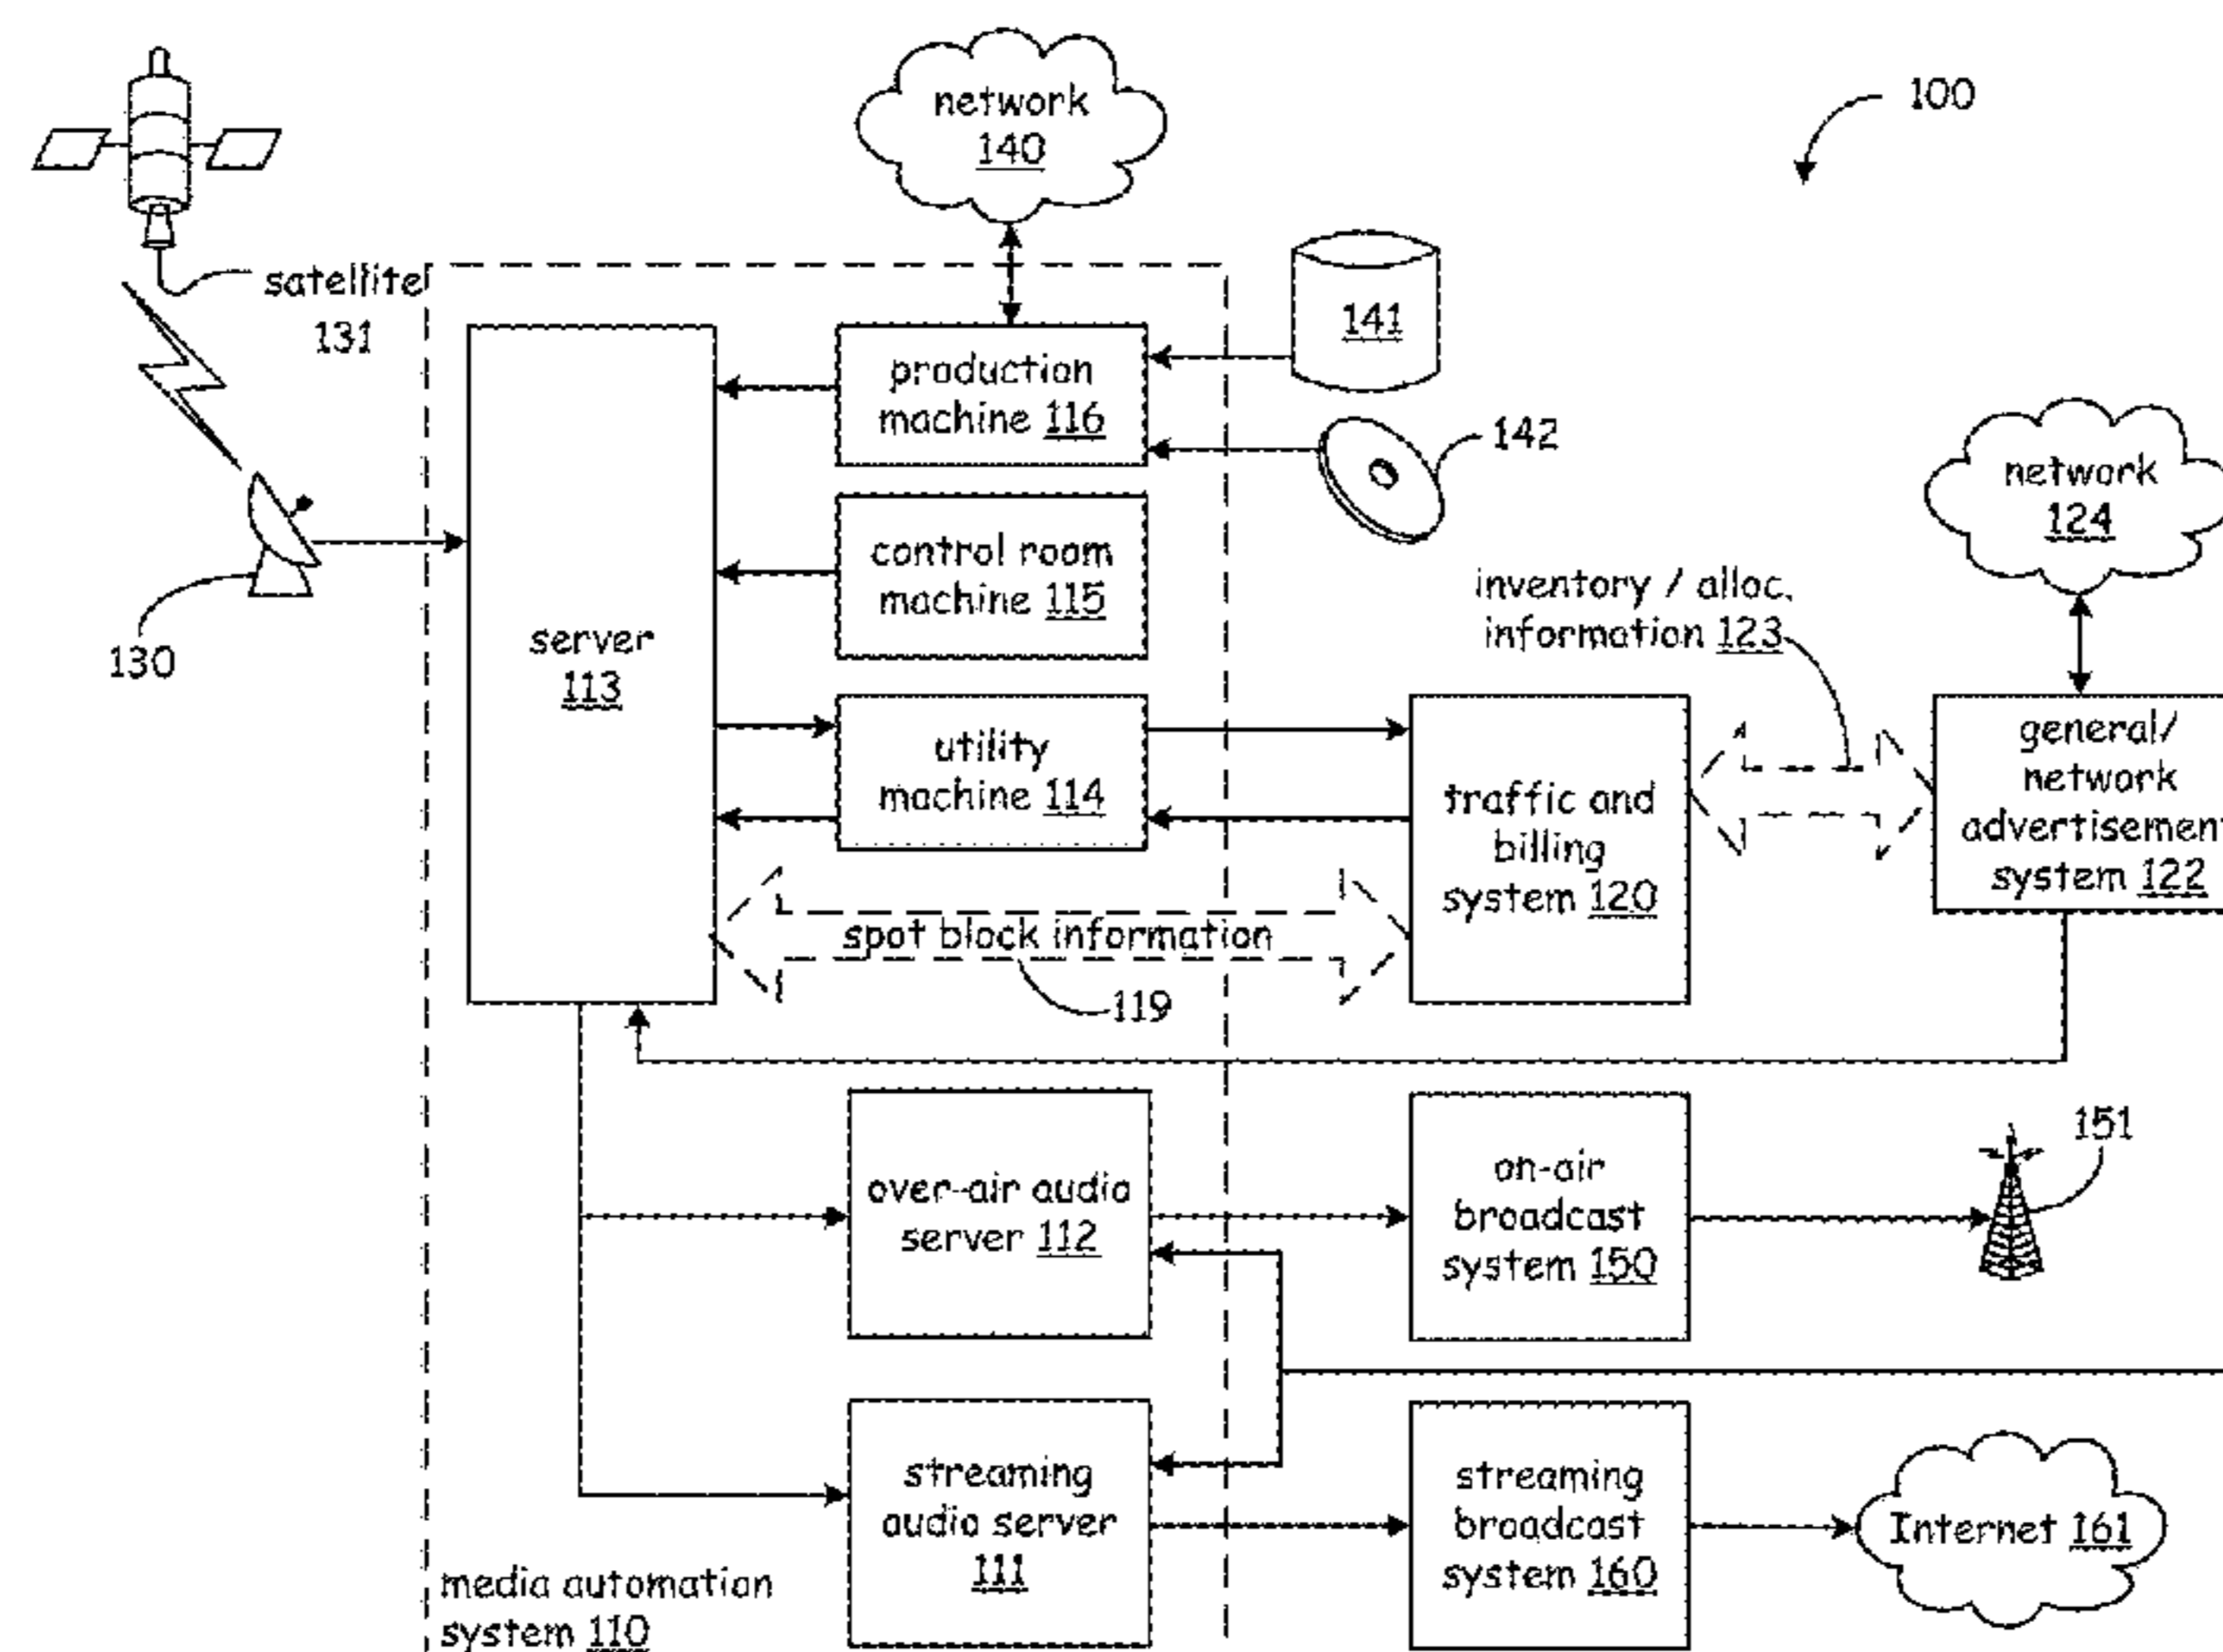 network
140
100
satellite
131
141
production
machine 116
142
network
124
control room
machine 115
inventory / alloc.
information 123
130
server
113
utility
machine 114
traffic and
billing
system 120
general/
network
advertisement
system 122
spot block information
119
over-air audio
server 112
on-air
broadcast
system 150
151
streaming
audio server
111
streaming
broadcast
system 160
Internet 161
media automation
system 110